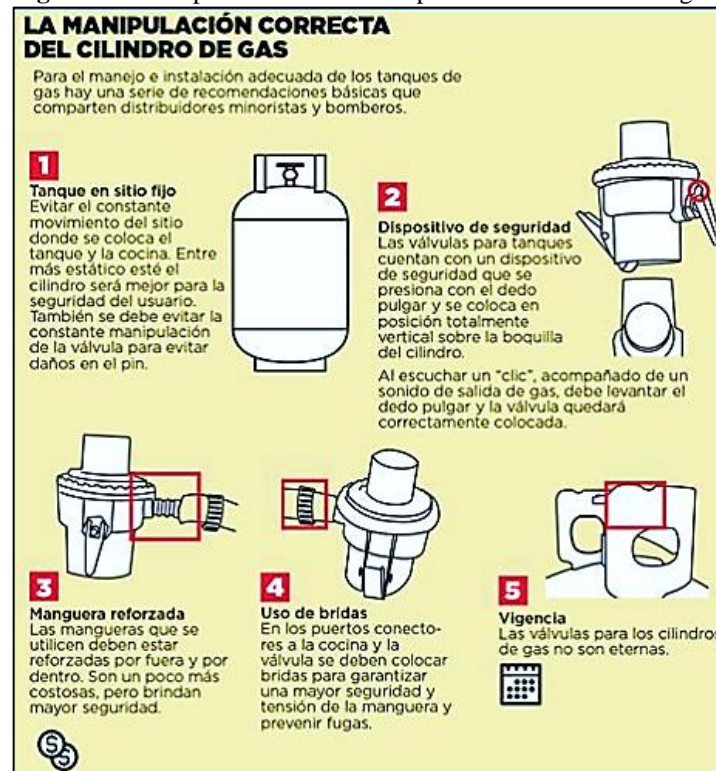 LA MANIPULACIÓN CORRECTA
DEL CILINDRO DE GAS
Para el manejo e instalación adecuada de los tanques de
gas hay una serie de recomendaciones básicas que
comparten distribuidores minoristas y bomberos.
1
Tanque en sitio fijo
Evitar el constante
movimiento del sitio
donde se coloca el
tanque y la cocina. Entre
más estático esté el
cilindro será mejor para la
seguridad del usuario.
También se debe evitar la
constante manipulación
de la válvula para evitar
daños en el pin.
2
Dispositivo de seguridad
Las válvulas para tanques
cuentan con un dispositivo
de seguridad que se
presiona con el dedo
pulgar y se coloca en
posición totalmente
vertical sobre la boquilla
del cilindro.
Al escuchar un "clic", acompañado de un
sonido de salida de gas, debe levantar el
dedo pulgar y la válvula quedará
correctamente colocada.
3
Manguera reforzada
Las mangueras que se
utilicen deben estar
reforzadas por fuera y por
dentro. Son un poco más
costosas, pero brindan
mayor seguridad.
S
S
4
Uso de bridas
En los puertos conecto-
res a la cocina y la
válvula se deben colocar
bridas para garantizar
una mayor seguridad y
tensión de la manguera y
prevenir fugas.
5
Vigencia
Las válvulas para los cilindros
de gas no son eternas.